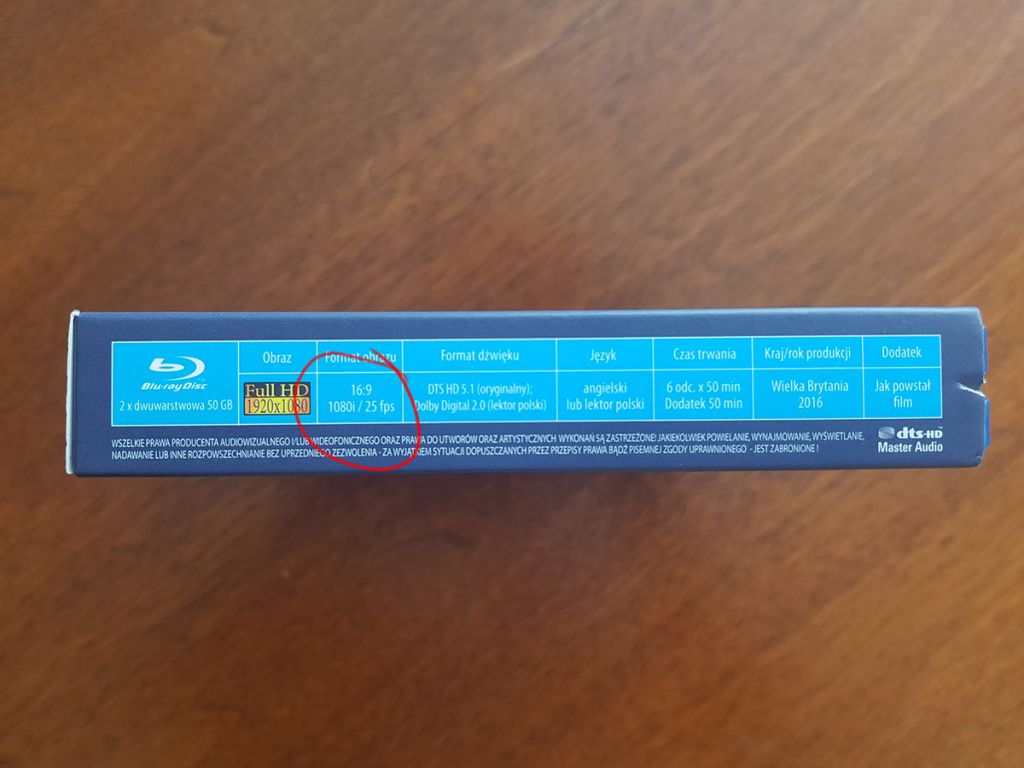 Blu-ray Disc™
2 x dwuwarstwowa 50 GB
Obraz
Full HD
1920x1080
Format obrazu
16:9
1080i / 25 fps
Format dźwięku
DTS HD 5.1 (oryginalny);
Dolby Digital 2.0 (lektor polski)
Język
angielski
lub lektor polski
Czas trwania
6 odc. x 50 min
Dodatek 50 min
Kraj/rok produkcji
Wielka Brytania
2016
Dodatek
Jak powstał
film
WSZELKIE PRAWA PRODUCENTA AUDIOWIZUALNEGO I/LUB WIDEOFONICZNEGO ORAZ PRAWA DO UTWORÓW ORAZ ARTYSTYCZNYCH WYKONAŃ SĄ ZASTRZEŻONE! JAKIEKOLWIEK POWIELANIE, WYNAJMOWANIE, WYŚWIETLANIE,
NADAWANIE LUB INNE ROZPOWSZECHNIANIE BEZ UPRZEDNIEGO ZEZWOLENIA - ZA WYJĄTKIEM SYTUACJI DOPUSZCZANYCH PRZEZ PRZEPISY PRAWA BĄDŹ PISEMNEJ ZGODY UPRAWNIONEGO - JEST ZABRONIONE !
dts-HD
Master Audio